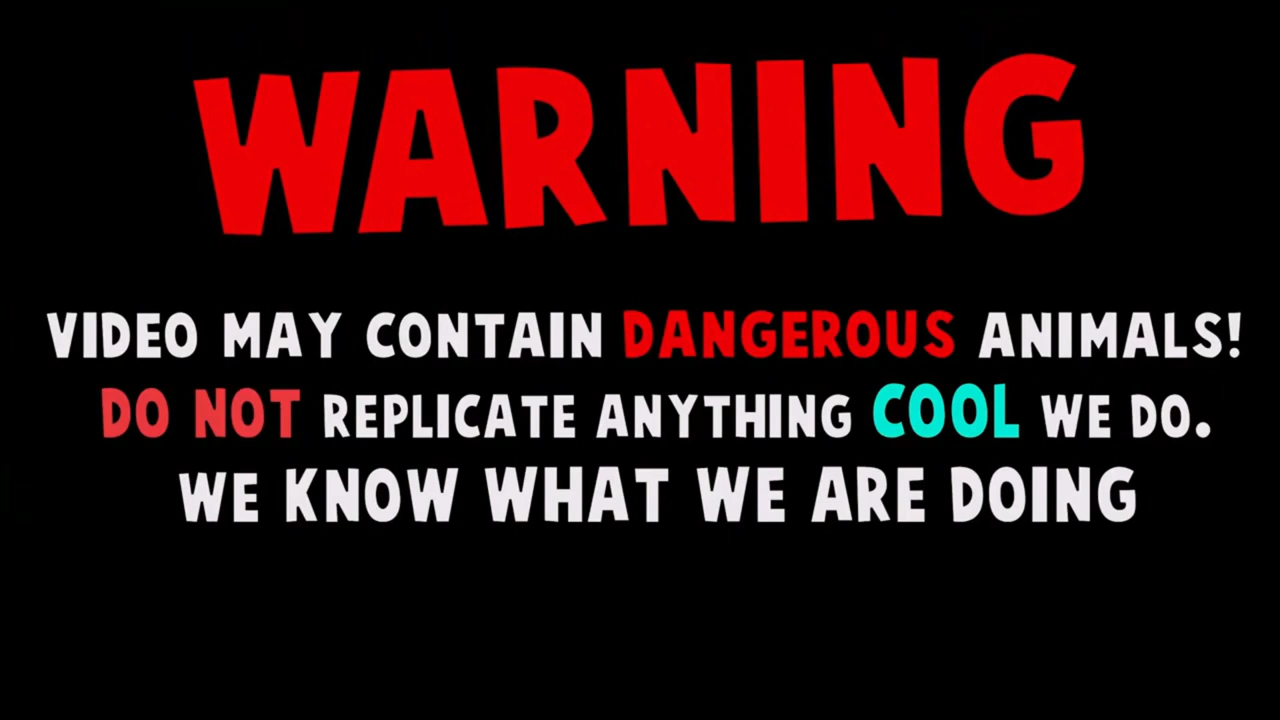 WARNING
VIDEO MAY CONTAIN DANGEROUS ANIMALS!
DO NOT REPLICATE ANYTHING COOL WE DO.
WE KNOW WHAT WE ARE DOING